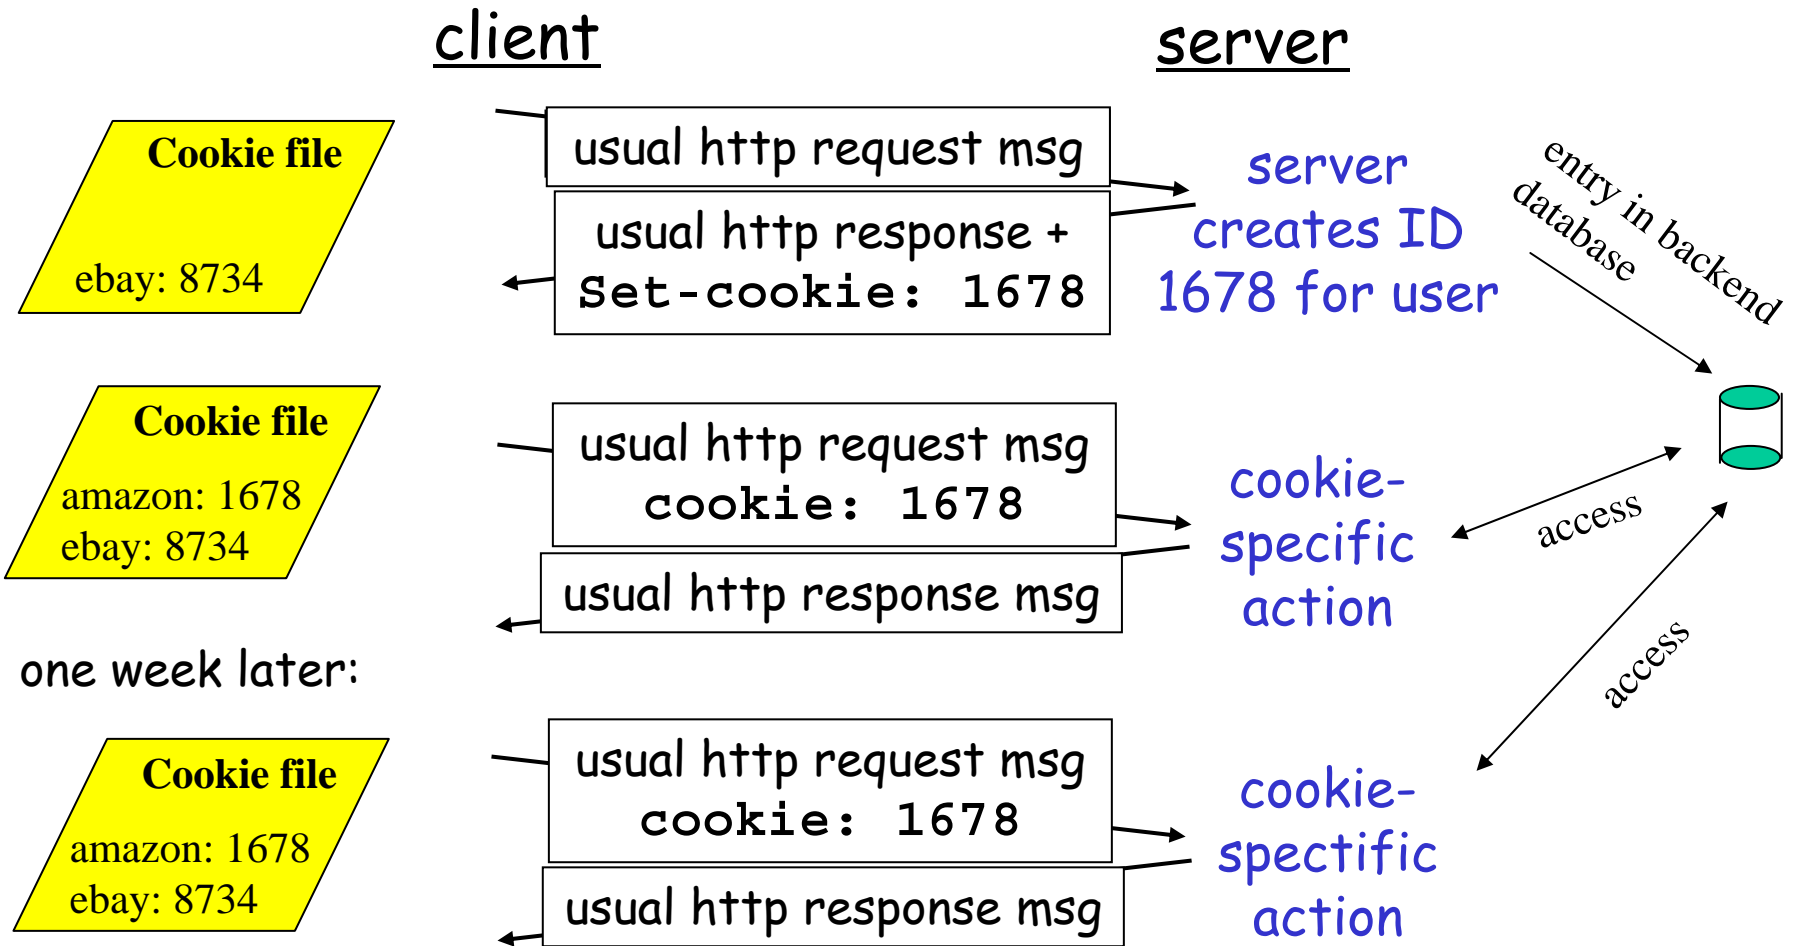 client
server
Cookie file
ebay: 8734
usual http request msg
usual http response +
Set-cookie: 1678
server
creates ID
1678 for user
entry in backend
database
Cookie file
amazon: 1678
ebay: 8734
usual http request msg
cookie: 1678
usual http response msg
cookie-
specific
action
access
access
one week later:
Cookie file
amazon: 1678
ebay: 8734
usual http request msg
cookie: 1678
usual http response msg
cookie-
spectific
action